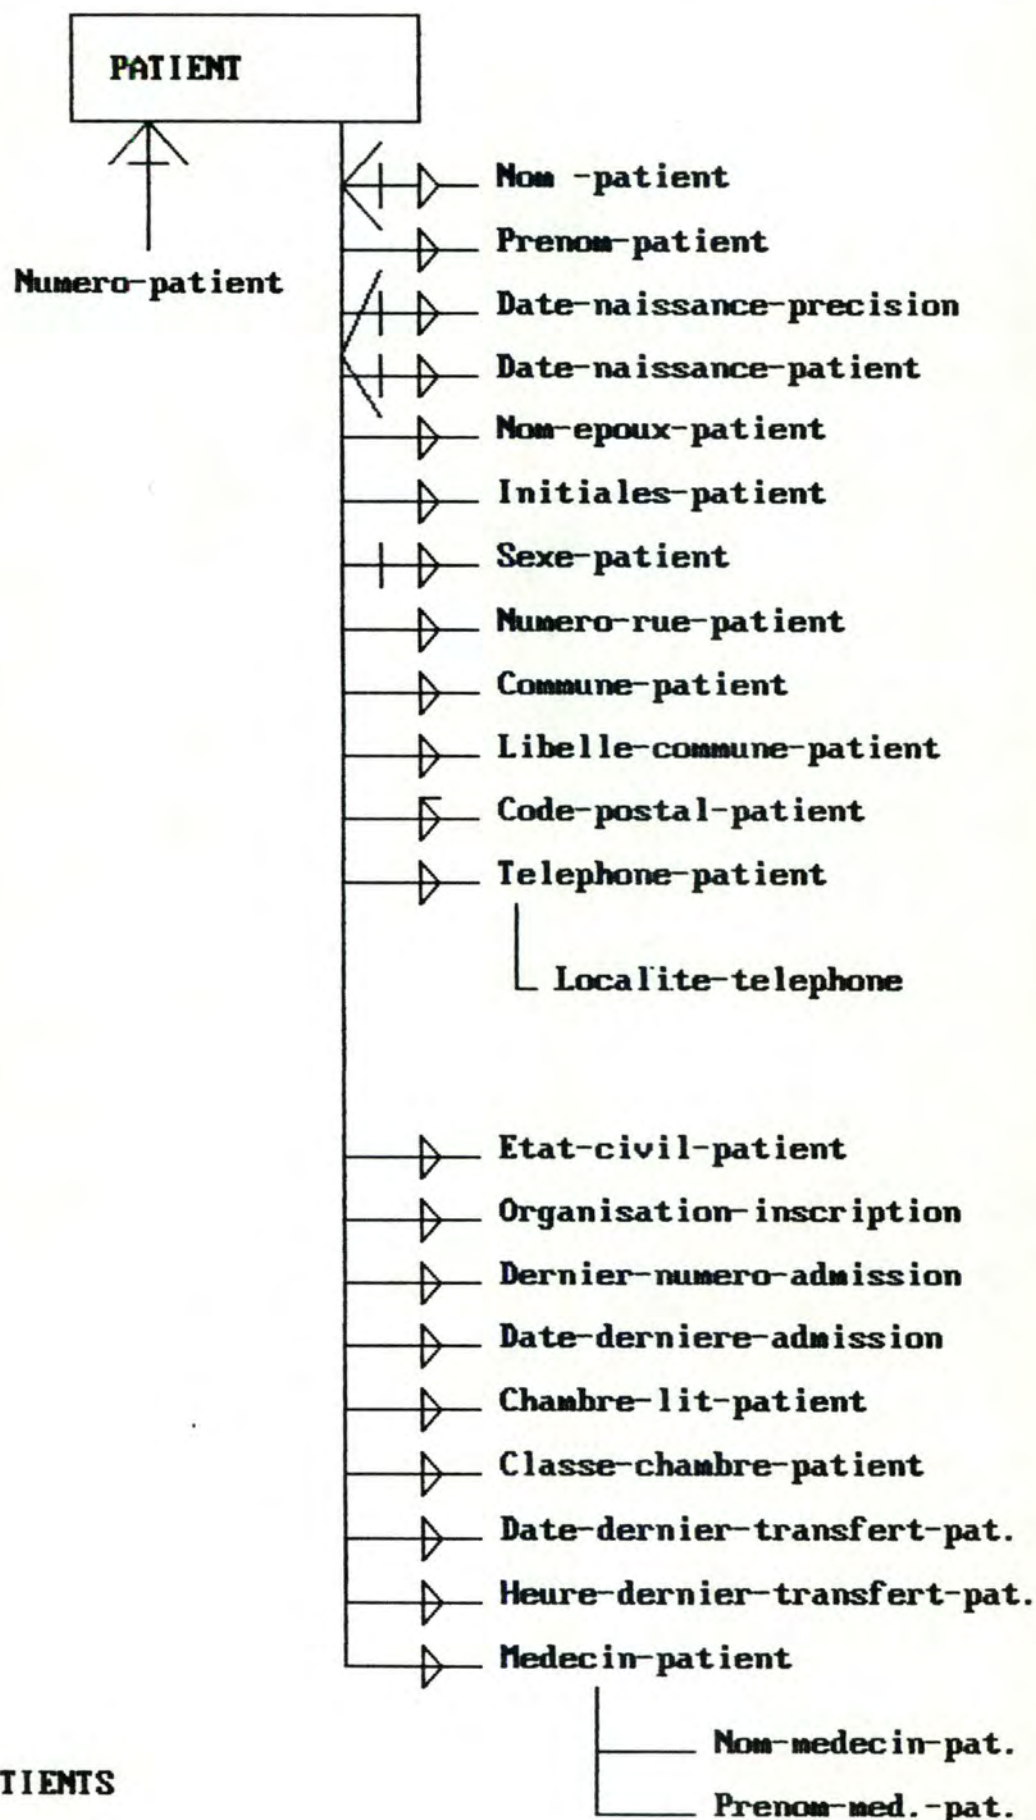 PATIENT
Nom -patient
Prenom-patient
Numero-patient
Date-naissance-precision
Date-naissance-patient
Nom-epoux-patient
Initiales-patient
Sexe-patient
Numero-rue-patient
Commune-patient
Libelle-commune-patient
Code-postal-patient
Telephone-patient
Localite-telephone
Etat-civil-patient
Organisation-inscription
Dernier-numero-admission
Date-derniere-admission
Chambre-lit-patient
Classe-chambre-patient
Date-dernier-transfert-pat.
Heure-dernier-transfert-pat.
Medecin-patient
Nom-medecin-pat.
TIENTS
Prenom-med.-pat.